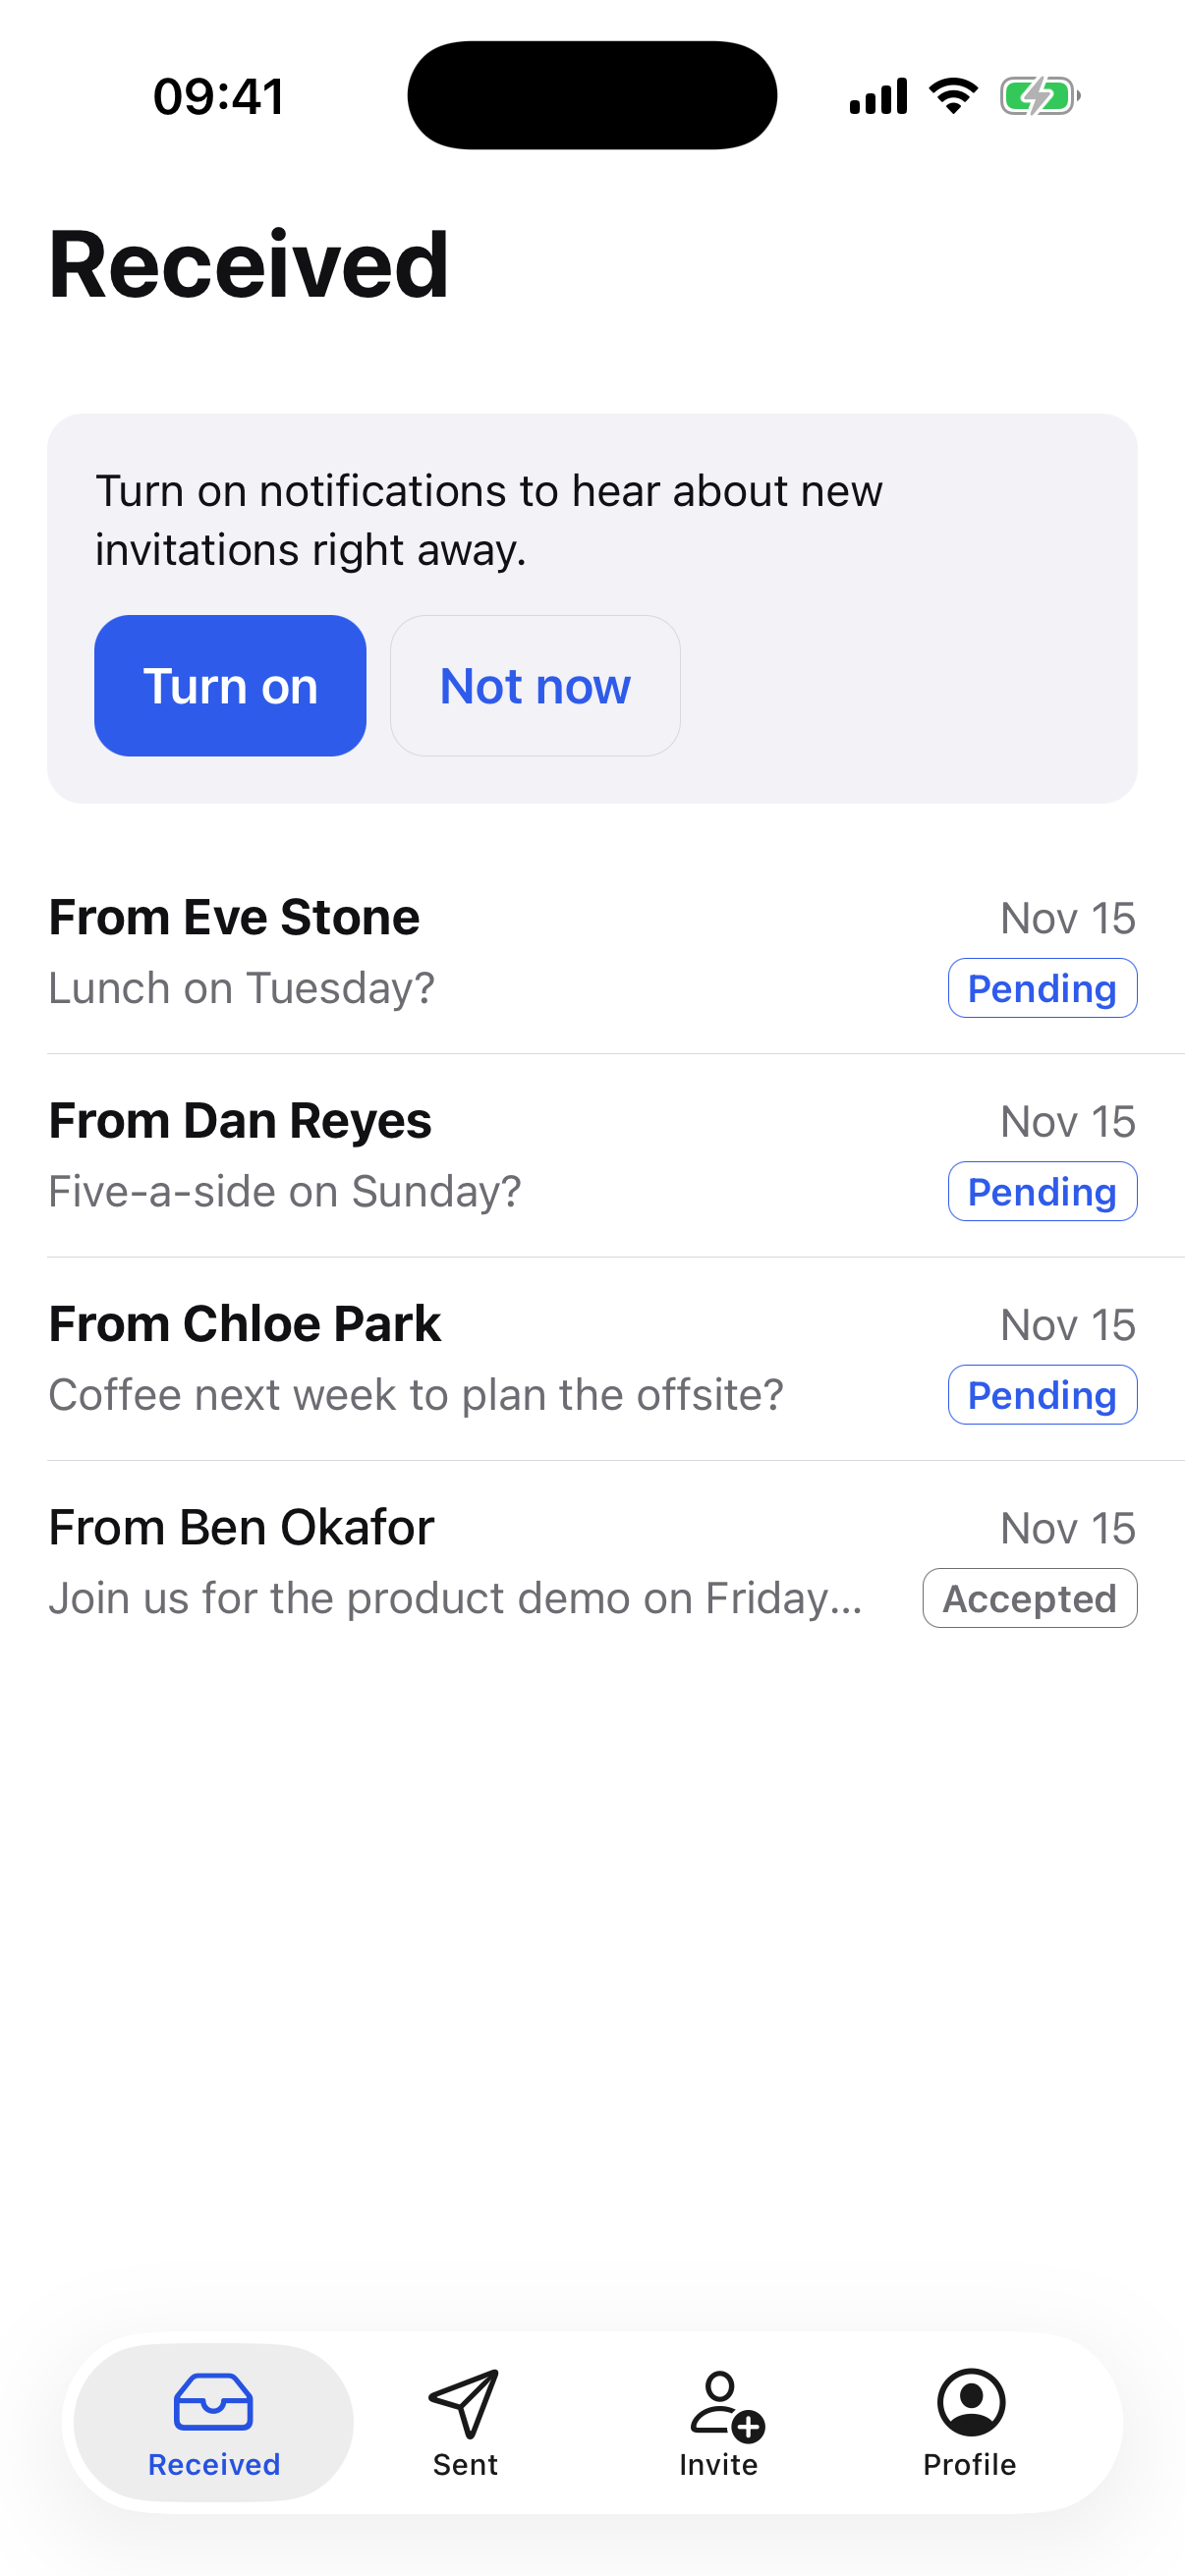 09:41
Received
Turn on notifications to hear about new
invitations right away.
Turn on
Not now
From Eve Stone
Nov 15
Lunch on Tuesday?
Pending
From Dan Reyes
Nov 15
Five-a-side on Sunday?
Pending
From Chloe Park
Nov 15
Coffee next week to plan the offsite?
Pending
From Ben Okafor
Nov 15
Join us for the product demo on Friday...
Accepted
Received
Sent
Invite
Profile